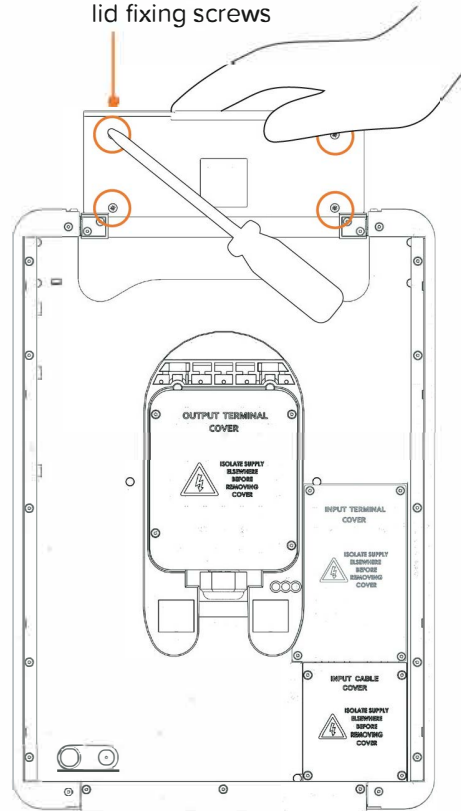 lid fixing screws
OUTPUT TERMINAL
COVER
ISOLATE SUPPLY
ELSEWHERE
BEFORE
REMOVING
COVER
INPUT TERMINAL
COVER
ISOLATE SUPPLY
ELSEWHERE
BEFORE
REMOVING
COVER
INPUT CABLE
COVER
ISOLATE SUPPLY
ELSEWHERE
BEFORE
REMOVING
COVER